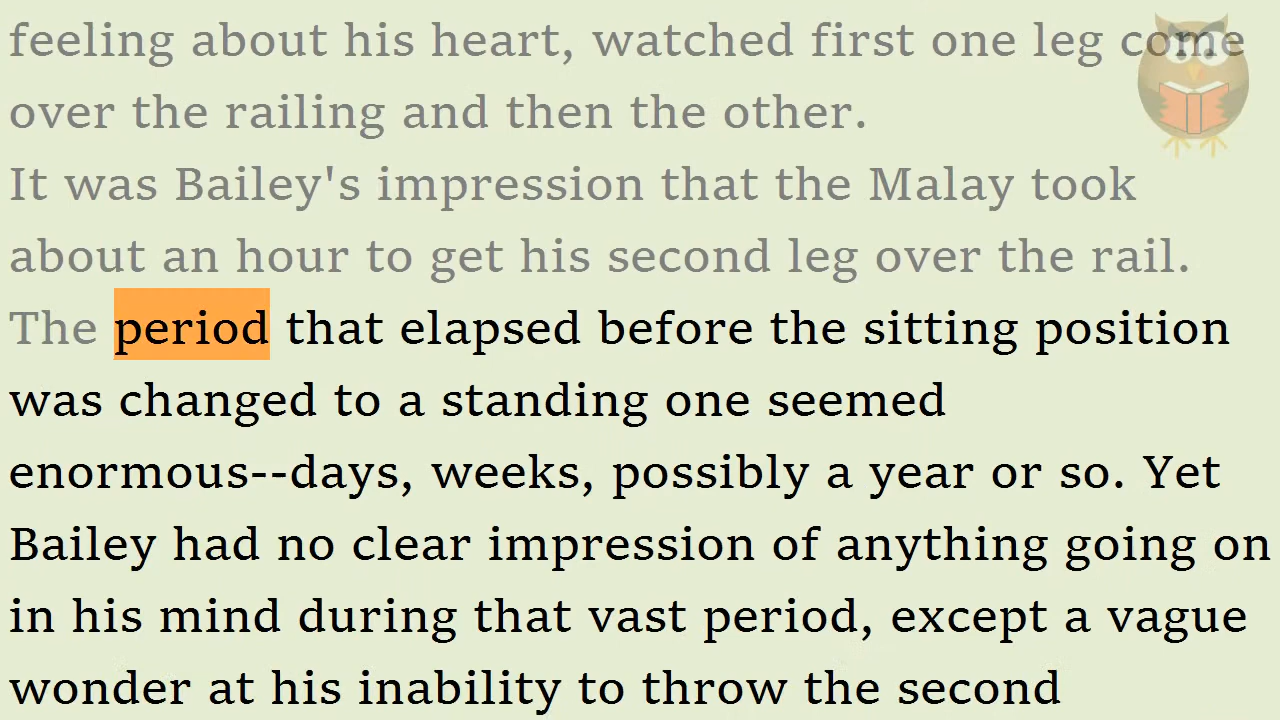 feeling about his heart, watched first one leg come
over the railing and then the other.
It was Bailey's impression that the Malay took
about an hour to get his second leg over the rail.
The period that elapsed before the sitting position
was changed to a standing one seemed
enormous--days, weeks, possibly a year or so. Yet
Bailey had no clear impression of anything going on
in his mind during that vast period, except a vague
wonder at his inability to throw the second